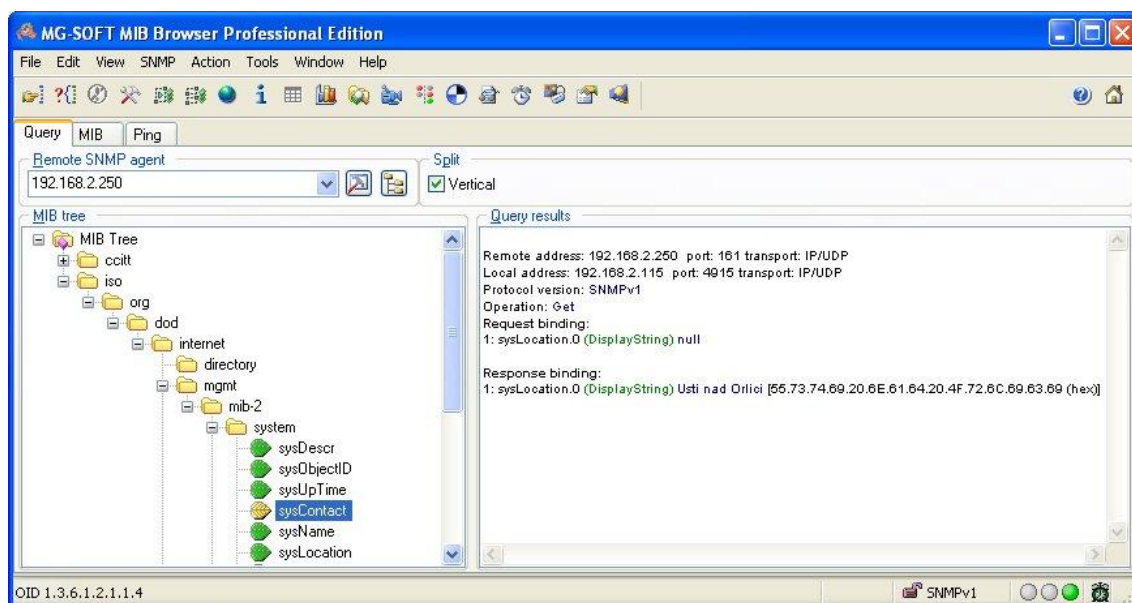 MG-SOFT MIB Browser Professional Edition
File Edit View SNMP Action Tools Window Help
Query MIB Ping
Remote SNMP agent
192.168.2.250
Split
Vertical
MIB tree
MIB Tree
ccitt
iso
org
dod
internet
directory
mgmt
mib-2
system
sysDescr
sysObjectID
sysUpTime
sysContact
sysName
sysLocation
Query results
Remote address: 192.168.2.250 port: 161 transport: IP/UDP
Local address: 192.168.2.115 port: 4915 transport: IP/UDP
Protocol version: SNMPv1
Operation: Get
Request binding:
1: sysLocation.0 (DisplayString) null
Response binding:
1: sysLocation.0 (DisplayString) Usti nad Orlici [55.73.74.69.20.6E.61.64.20.4F.72.6C.69.63.69 (hex)]
OID 1.3.6.1.2.1.1.4
SNMPv1